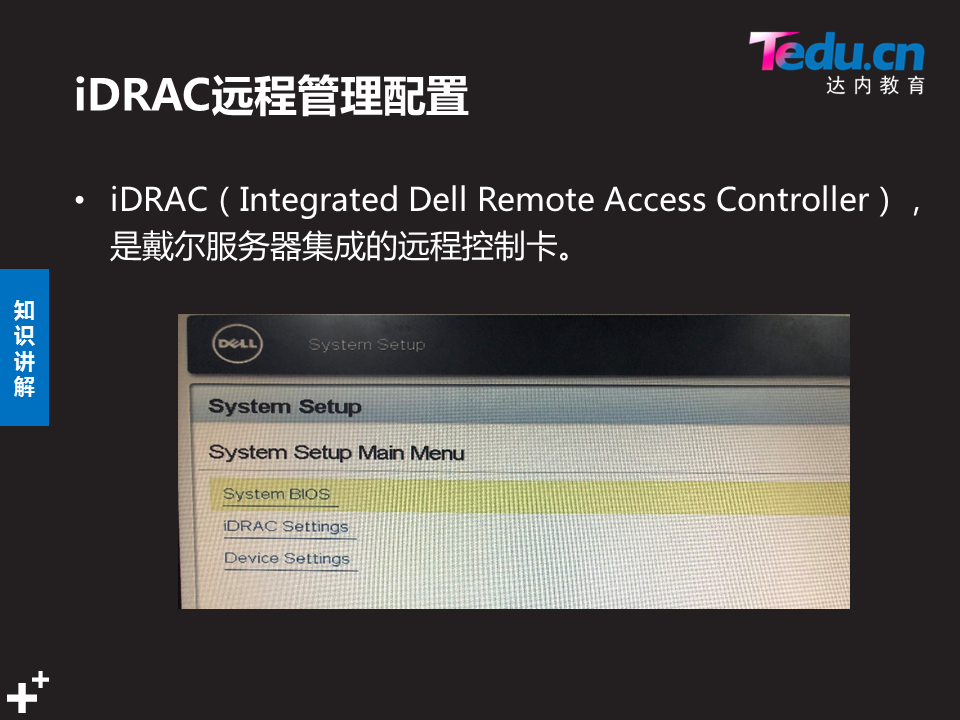 Tedu.cn
达内教育
iDRAC远程管理配置
• iDRAC（Integrated Dell Remote Access Controller），
是戴尔服务器集成的远程控制卡。
知
识
讲
解
DELL System Setup
System Setup
System Setup Main Menu
System BIOS
iDRAC Settings
Device Settings